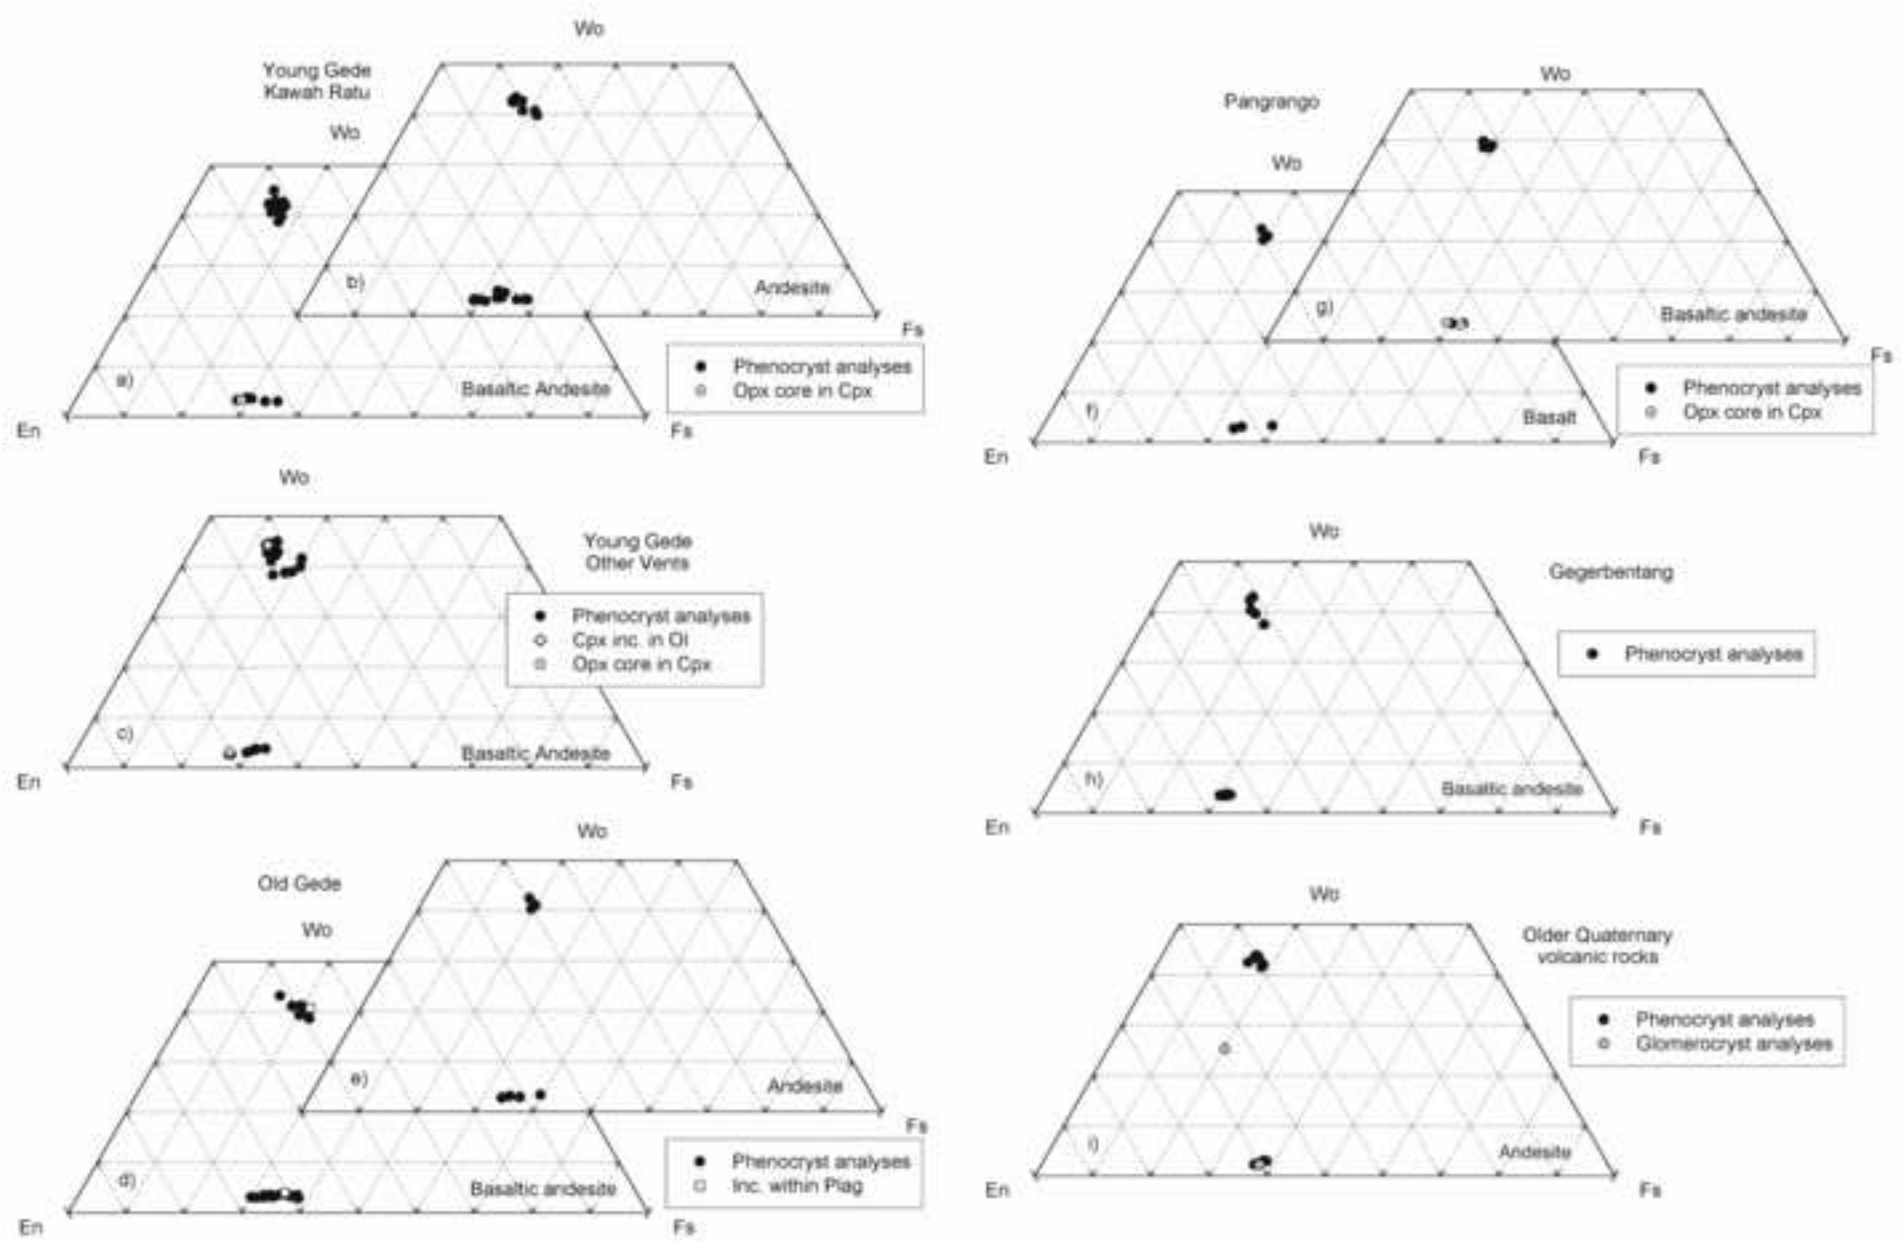 Wo
Young Gede
Kawah Ratu
Wo
b)
Andesite
Fs
a)
Basaltic Andesite
En
Fs
Phenocryst analyses
Opx core in Cpx
Wo
Young Gede
Other Vents
Phenocryst analyses
Cpx inc. in Ol
Opx core in Cpx
c)
Basaltic Andesite
En
Fs
Wo
Old Gede
Wo
e)
Andesite
Fs
d)
Basaltic andesite
En
Fs
Phenocryst analyses
Inc. within Plag
Wo
Pangrango
Wo
g)
Basaltic andesite
Fs
f)
Basalt
En
Fs
Phenocryst analyses
Opx core in Cpx
Wo
Gegerbentang
Phenocryst analyses
h)
Basaltic andesite
En
Fs
Wo
Older Quaternary
volcanic rocks
Phenocryst analyses
Glomerocryst analyses
i)
Andesite
En
Fs